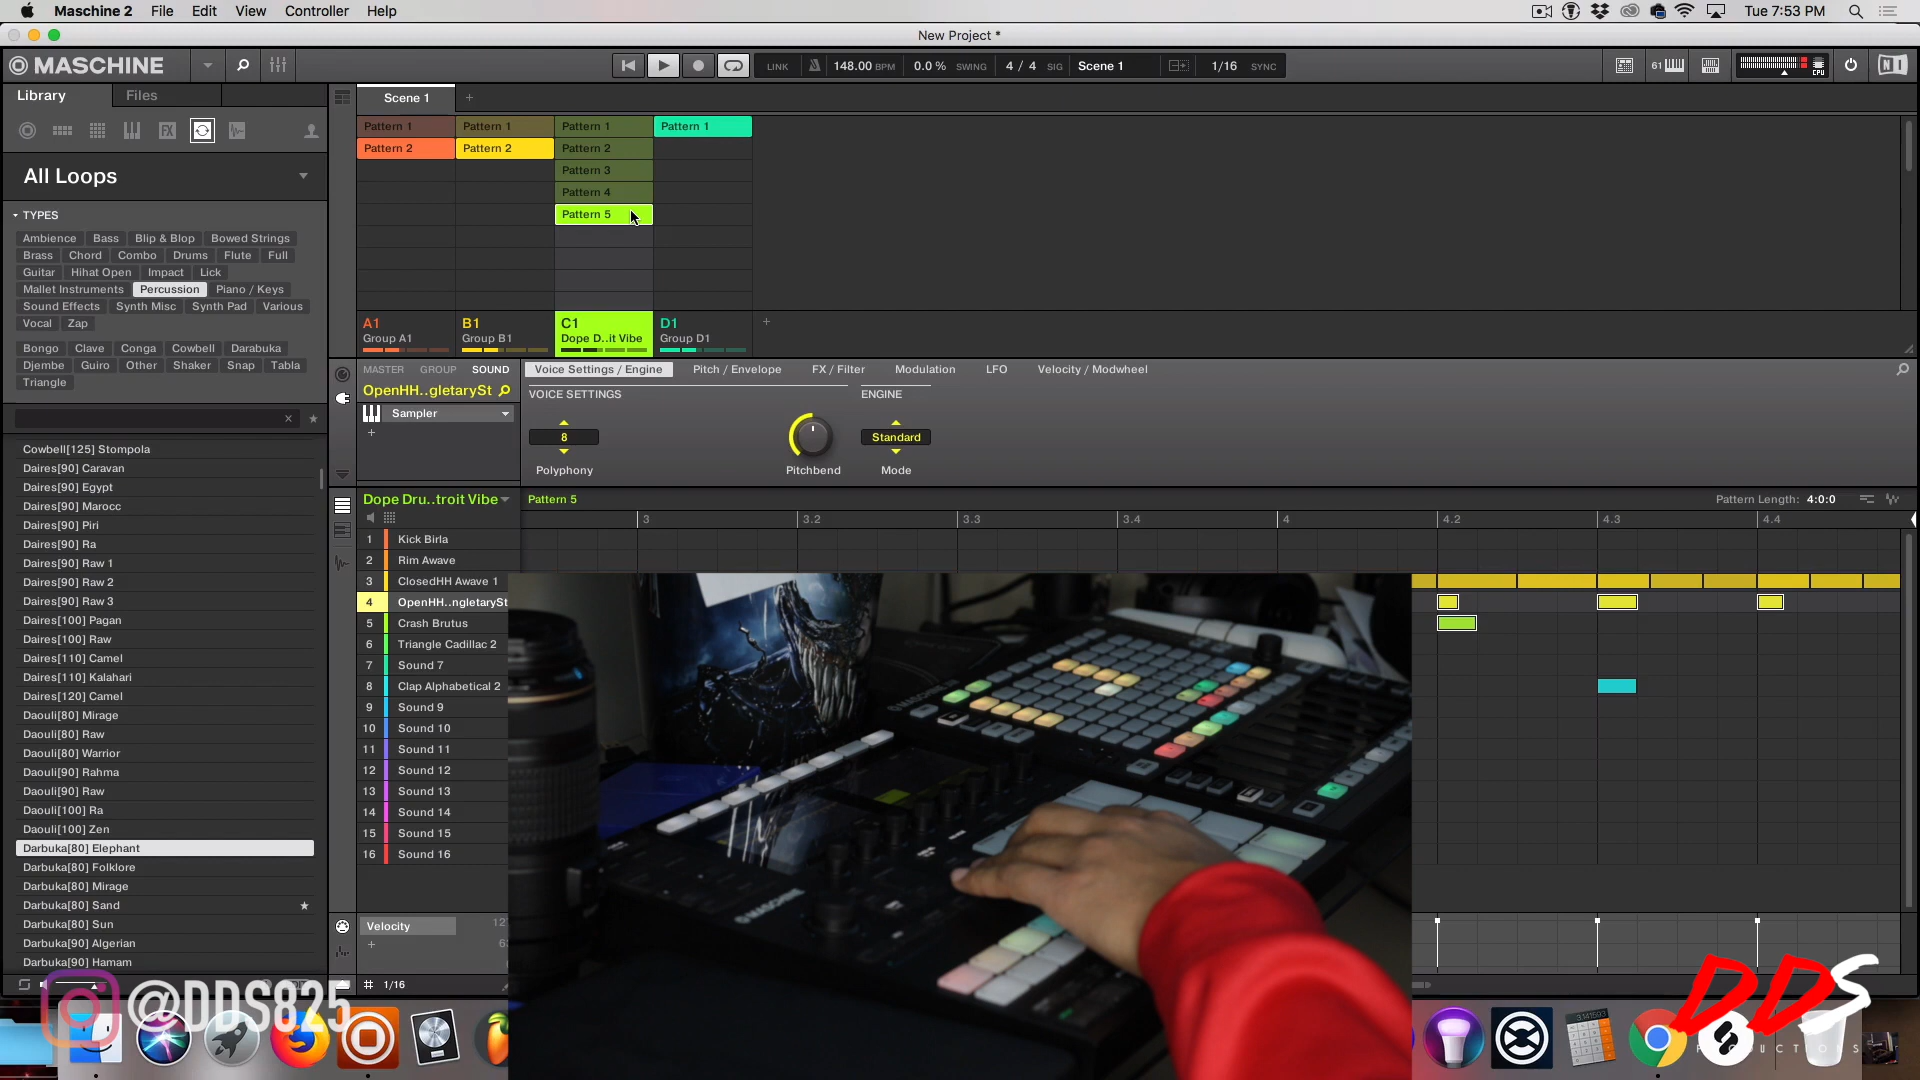 Maschine 2 File Edit View Controller Help Tue 7:53 PM
New Project *
MASCHINE LINK 148.00 BPM 0.0 % SWING 4 / 4 SIG Scene 1 1/16 SYNC 61 CPU NI
Library Files
Scene 1 +
Pattern 1 Pattern 1 Pattern 1 Pattern 1
Pattern 2 Pattern 2 Pattern 2
Pattern 3
Pattern 4
Pattern 5
A1 B1 C1 D1 +
Group A1 Group B1 Dope D..it Vibe Group D1
All Loops
TYPES
Ambience Bass Blip & Blop Bowed Strings
Brass Chord Combo Drums Flute Full
Guitar Hihat Open Impact Lick
Mallet Instruments Percussion Piano / Keys
Sound Effects Synth Misc Synth Pad Various
Vocal Zap
Bongo Clave Conga Cowbell Darabuka
Djembe Guiro Other Shaker Snap Tabla
Triangle
Cowbell[125] Stompola
Daires[90] Caravan
Daires[90] Egypt
Daires[90] Marocc
Daires[90] Piri
Daires[90] Ra
Daires[90] Raw 1
Daires[90] Raw 2
Daires[90] Raw 3
Daires[100] Pagan
Daires[100] Raw
Daires[110] Camel
Daires[110] Kalahari
Daires[120] Camel
Daouli[80] Mirage
Daouli[80] Raw
Daouli[80] Warrior
Daouli[90] Rahma
Daouli[90] Raw
Daouli[100] Ra
Daouli[100] Zen
Darbuka[80] Elephant
Darbuka[80] Folklore
Darbuka[80] Mirage
Darbuka[80] Sand
Darbuka[80] Sun
Darbuka[90] Algerian
Darbuka[90] Hamam
MASTER GROUP SOUND
OpenHH..gletarySt
Sampler
+
Voice Settings / Engine Pitch / Envelope FX / Filter Modulation LFO Velocity / Modwheel
VOICE SETTINGS ENGINE
8 Standard
Polyphony Pitchbend Mode
Dope Dru..troit Vibe Pattern 5 Pattern Length: 4:0:0
3 3.2 3.3 3.4 4 4.2 4.3 4.4
1 Kick Birla
2 Rim Awave
3 ClosedHH Awave 1
4 OpenHH..ngletarySt
5 Crash Brutus
6 Triangle Cadillac 2
7 Sound 7
8 Clap Alphabetical 2
9 Sound 9
10 Sound 10
11 Sound 11
12 Sound 12
13 Sound 13
14 Sound 14
15 Sound 15
16 Sound 16
Velocity
+
1/16
MASCHINE
@DDS825
DDS